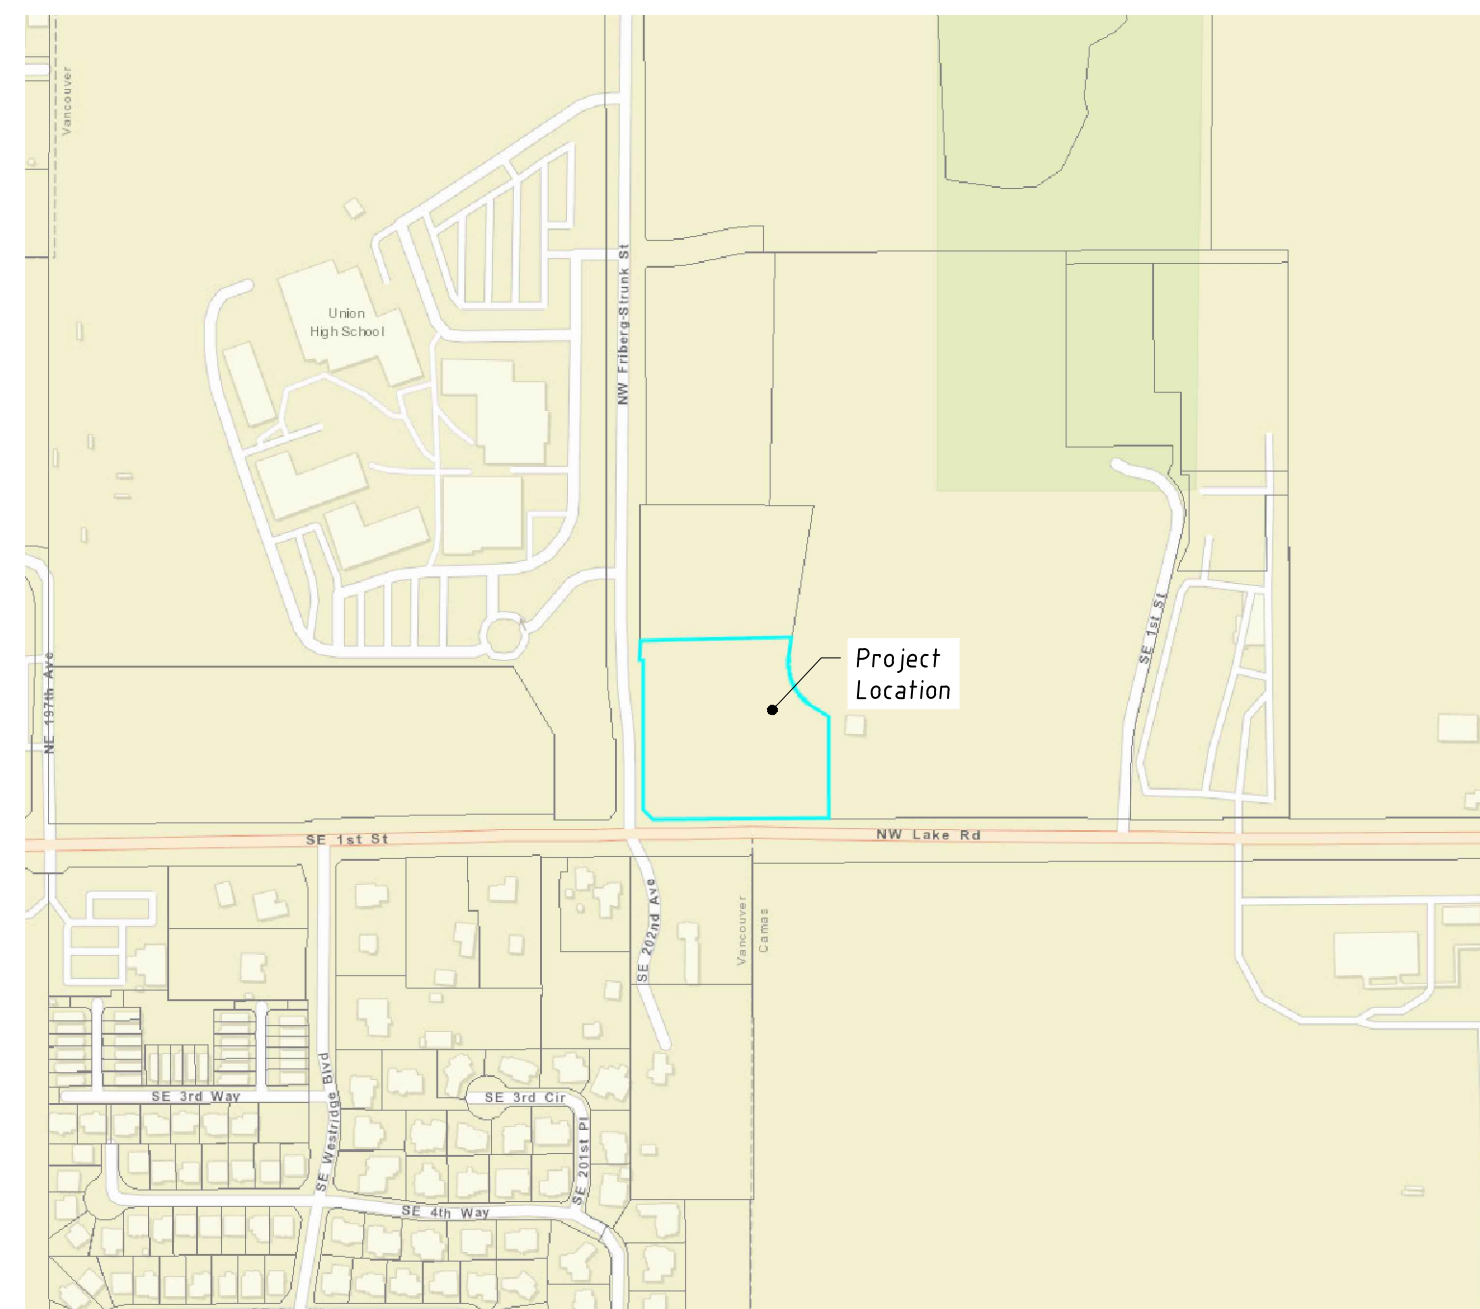 Vancouver
NW Friberg-Strunk St
Union
High School
SE 1st St
Project
Location
NE 197th Ave
SE 1st St
NW Lake Rd
SE 202nd Ave
Vancouver
Camas
SE Westridge Blvd
SE 3rd Way
SE 3rd Cir
SE 201st Pl
SE 4th Way